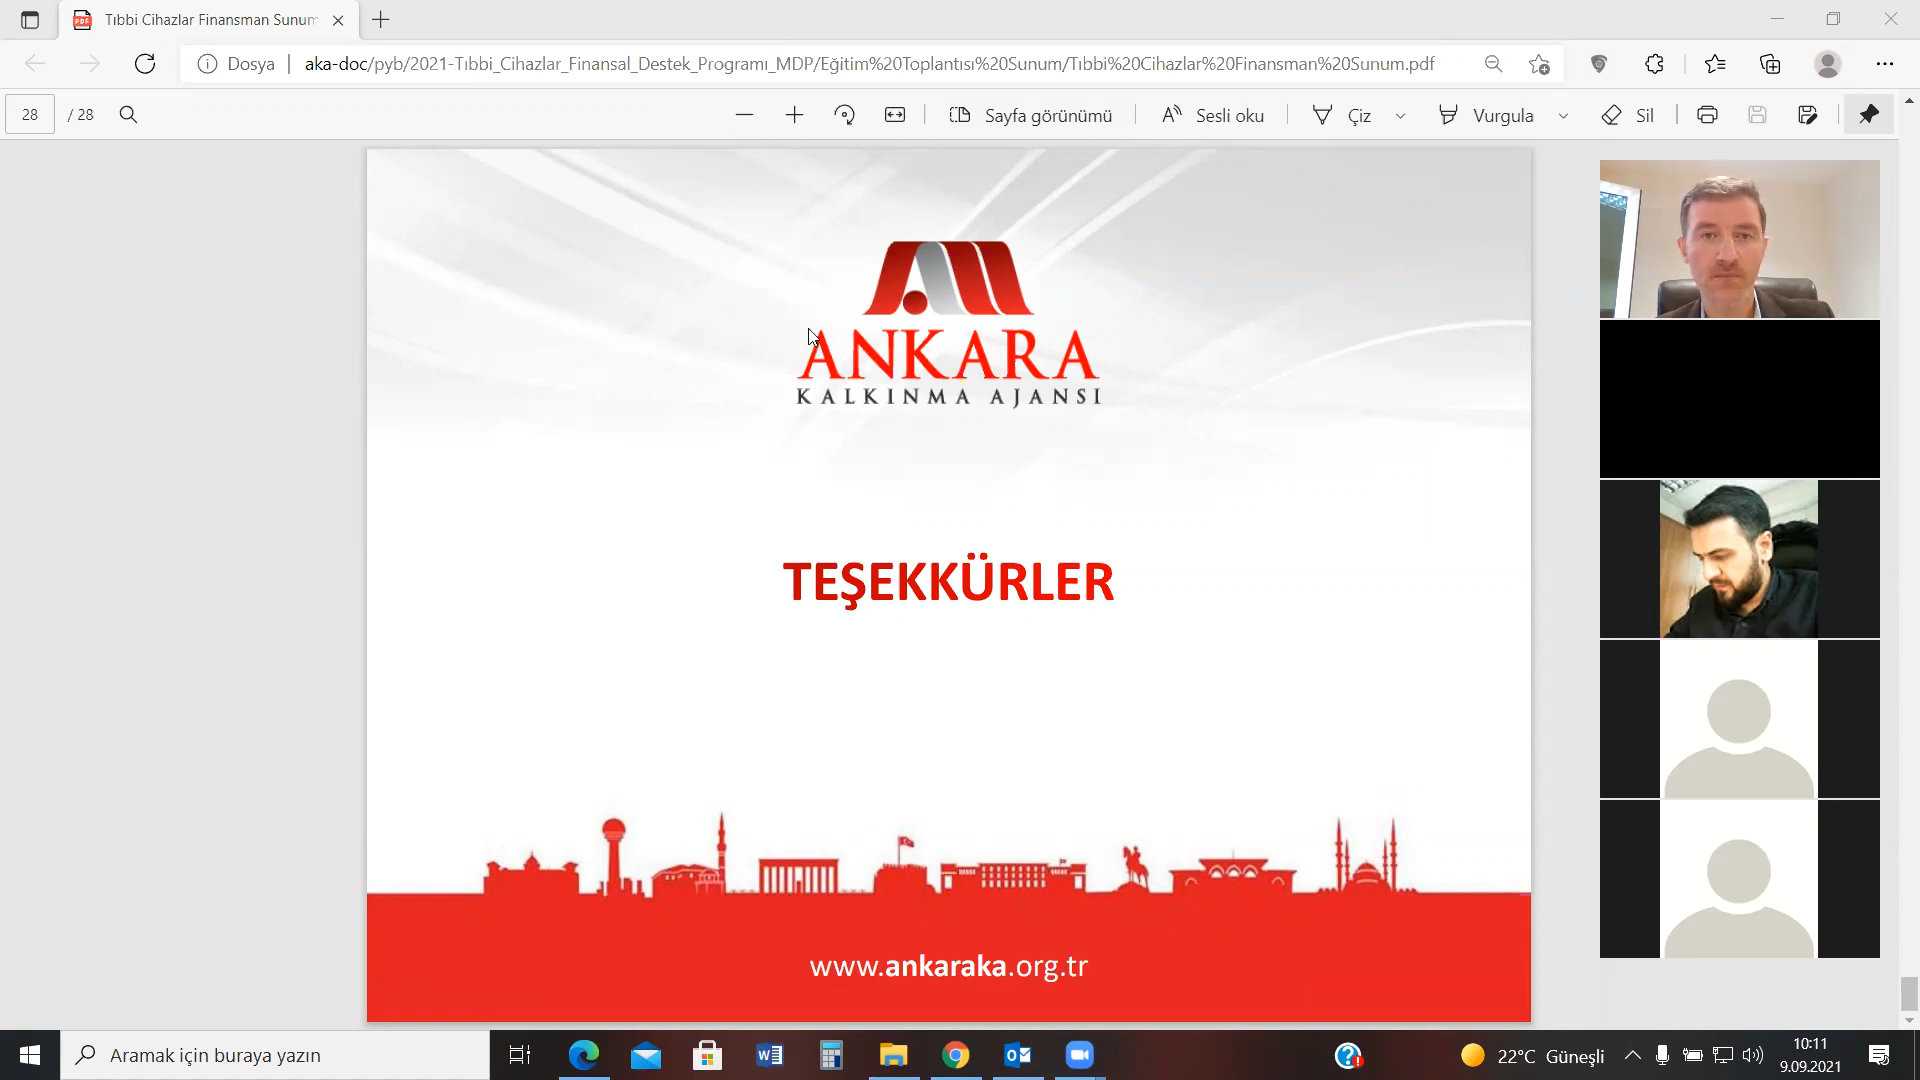 Tıbbi Cihazlar Finansman Sunum
Dosya
aka-doc/pyb/2021-Tıbbi_Cihazlar_Finansal_Destek_Programı_MDP/Eğitim%20Toplantısı%20Sunum/Tıbbi%20Cihazlar%20Finansman%20Sunum.pdf
28 / 28
Sayfa görünümü
Sesli oku
Çiz
Vurgula
Sil
ANKARA
KALKINMA AJANSI
TEŞEKKÜRLER
www.ankaraka.org.tr
Aramak için buraya yazın
22°C Güneşli
10:11
9.09.2021